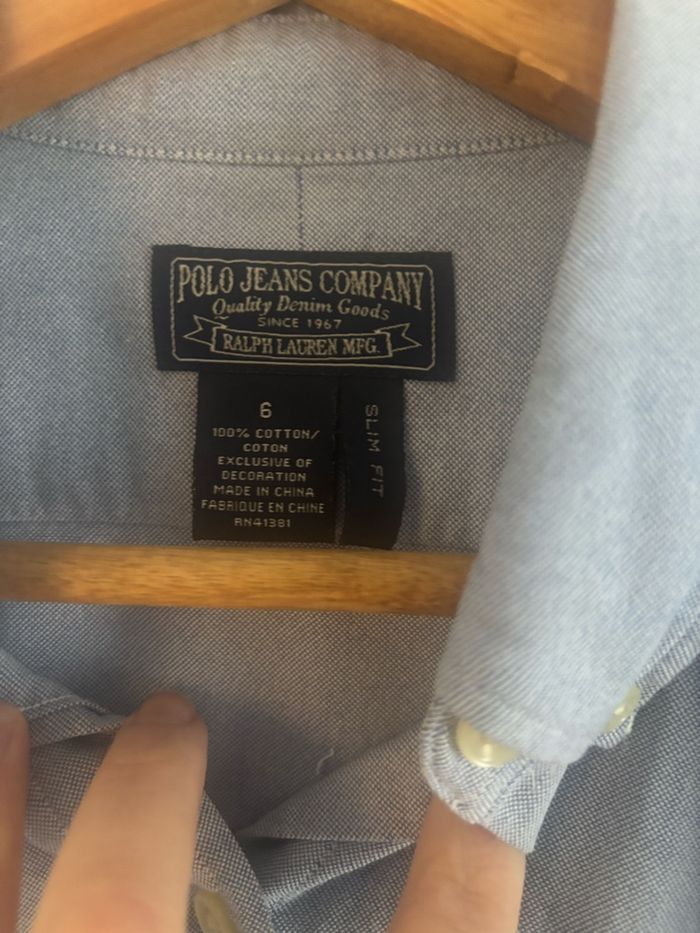 POLO JEANS COMPANY
Quality Denim Goods
SINCE 1967
RALPH LAUREN MFG.
6
100% COTTON/
COTON
EXCLUSIVE OF
DECORATION
MADE IN CHINA
FABRIQUE EN CHINE
RN41381
SLIM FIT